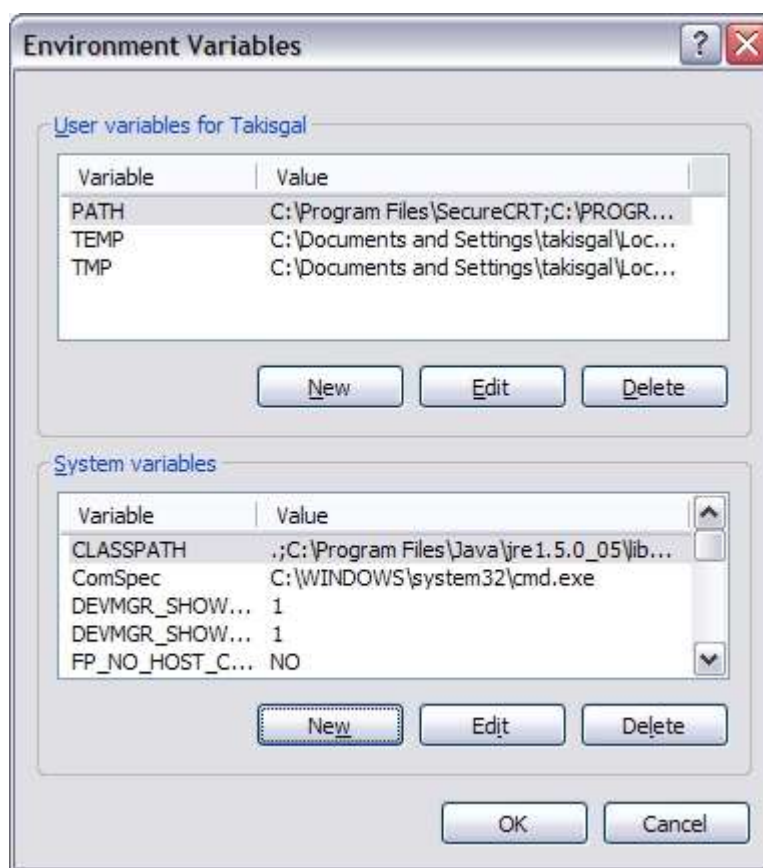 Environment Variables
User variables for Takisgal
Variable Value
PATH C:\Program Files\SecureCRT;C:\PROGR...
TEMP C:\Documents and Settings\takisgal\Loc...
TMP C:\Documents and Settings\takisgal\Loc...
New Edit Delete
System variables
Variable Value
CLASSPATH .;C:\Program Files\Java\jre1.5.0_05\lib...
ComSpec C:\WINDOWS\system32\cmd.exe
DEVMGR_SHOW... 1
DEVMGR_SHOW... 1
FP_NO_HOST_C... NO
New Edit Delete
OK Cancel